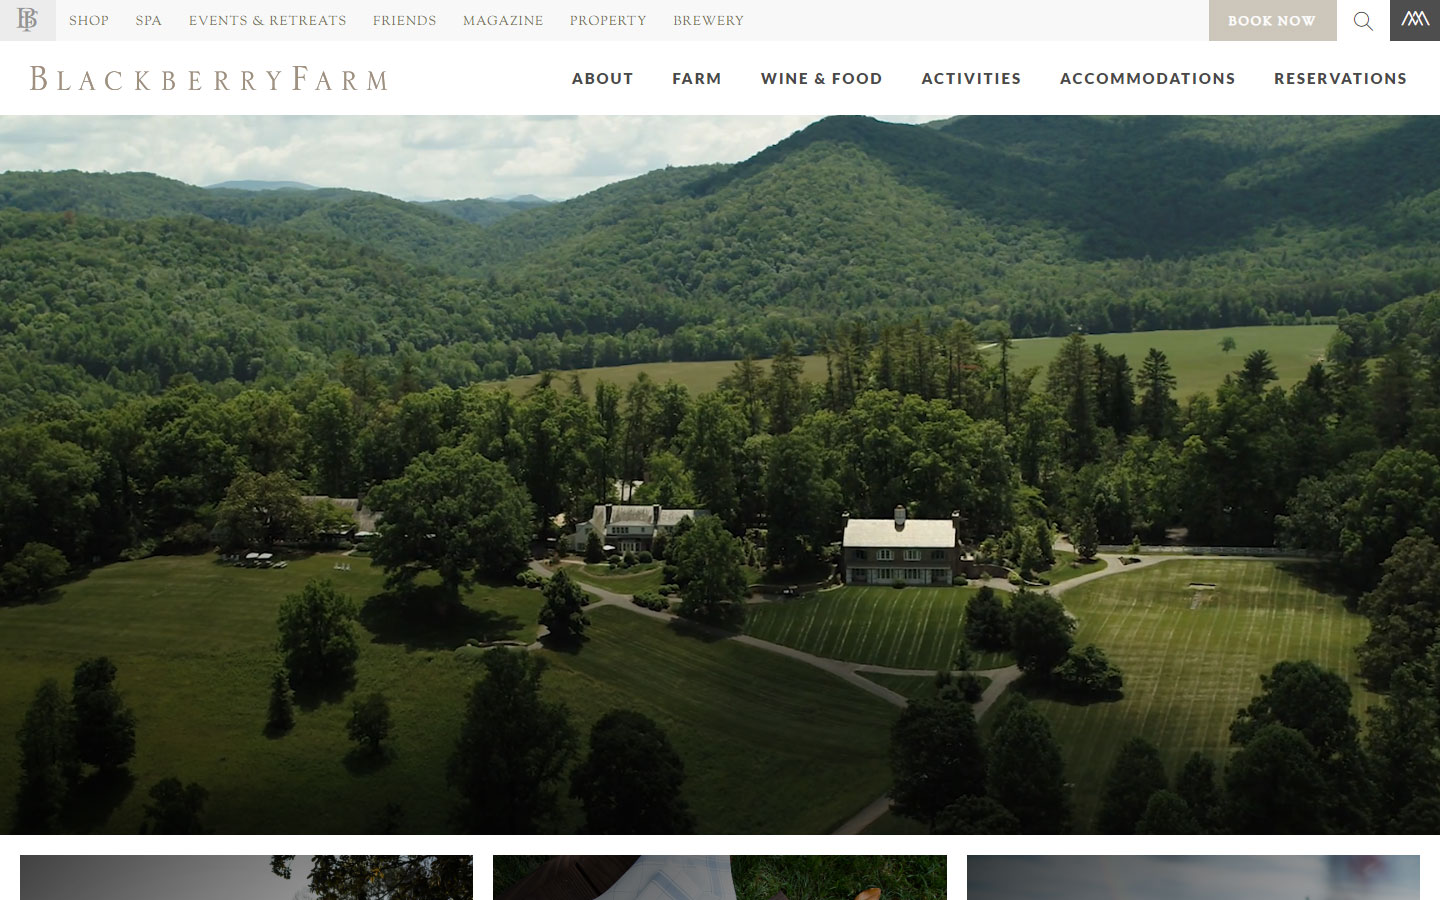 BF SHOP SPA EVENTS & RETREATS FRIENDS MAGAZINE PROPERTY BREWERY BOOK NOW
BLACKBERRY FARM ABOUT FARM WINE & FOOD ACTIVITIES ACCOMMODATIONS RESERVATIONS